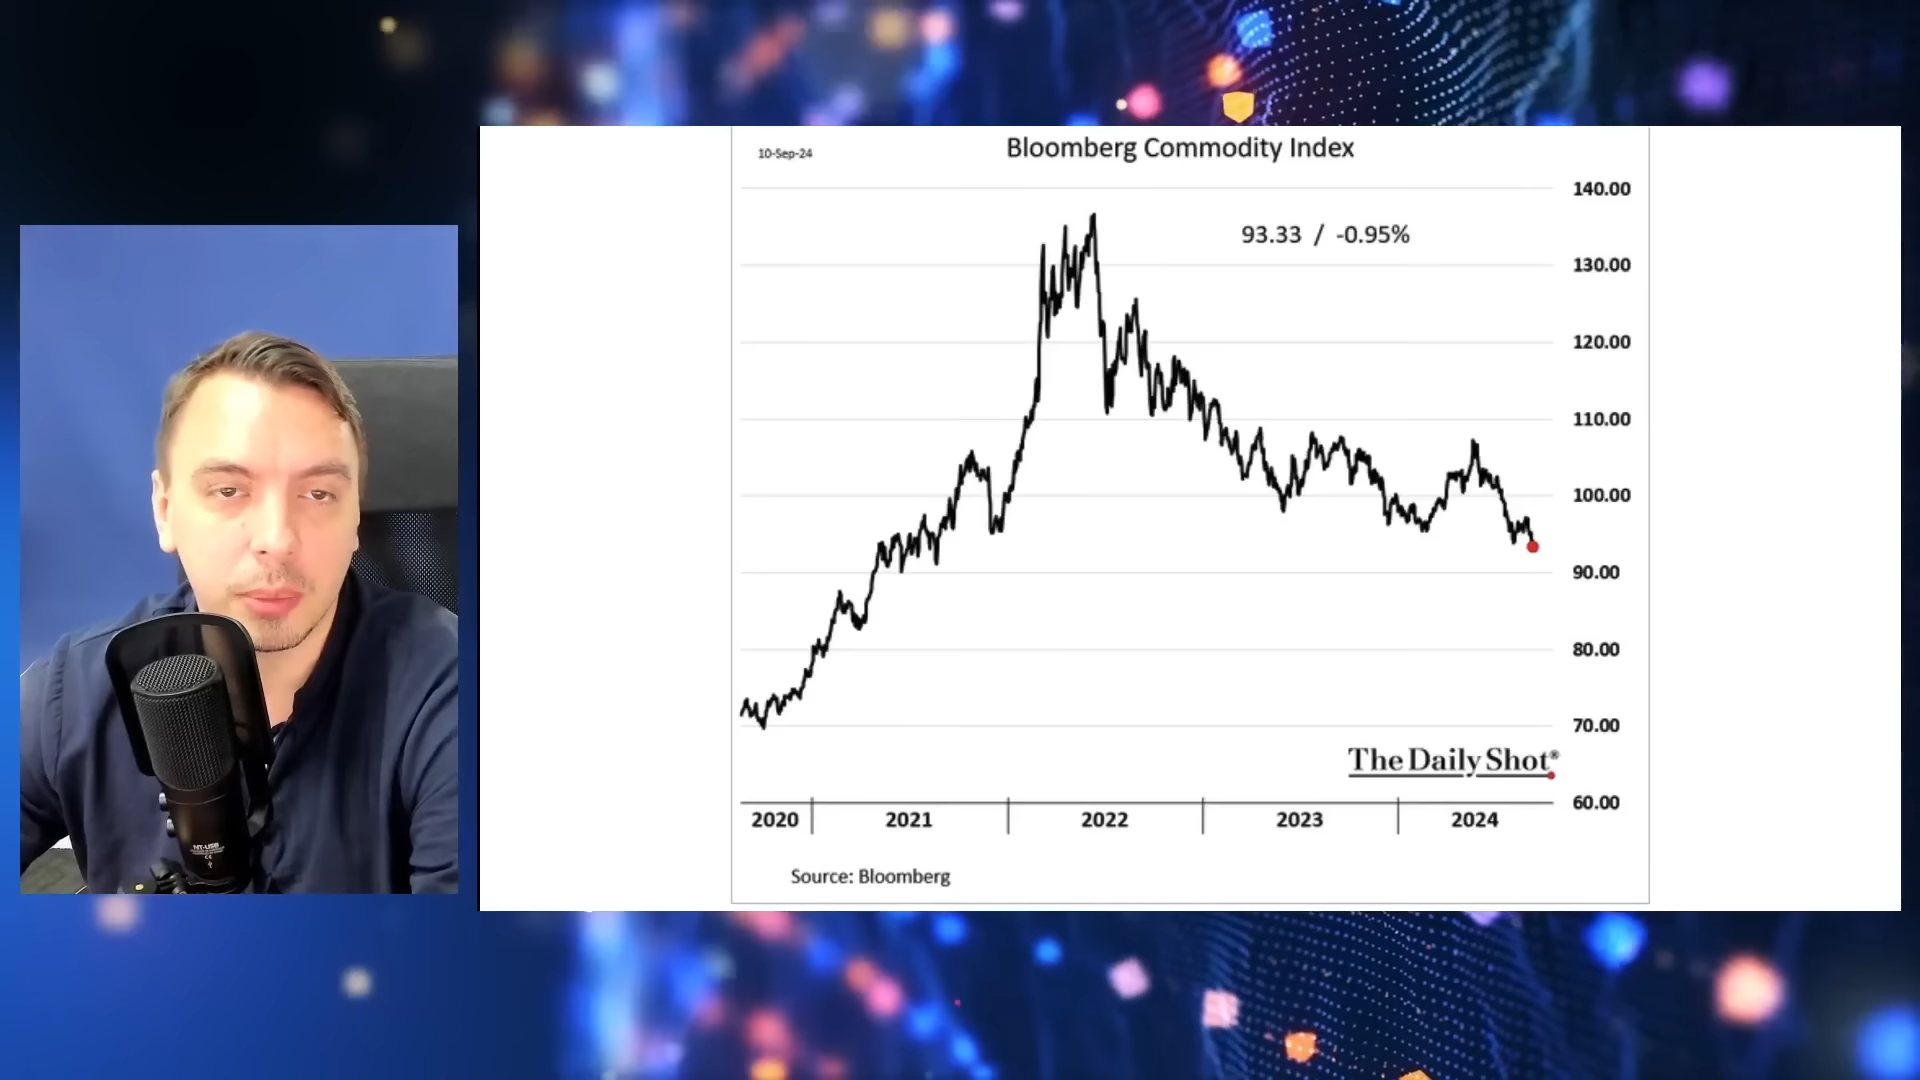 10-Sep-24
Bloomberg Commodity Index
93.33 / -0.95%
140.00
130.00
120.00
110.00
100.00
90.00
80.00
70.00
60.00
The Daily Shot®
2020 2021 2022 2023 2024
Source: Bloomberg
NT-USB